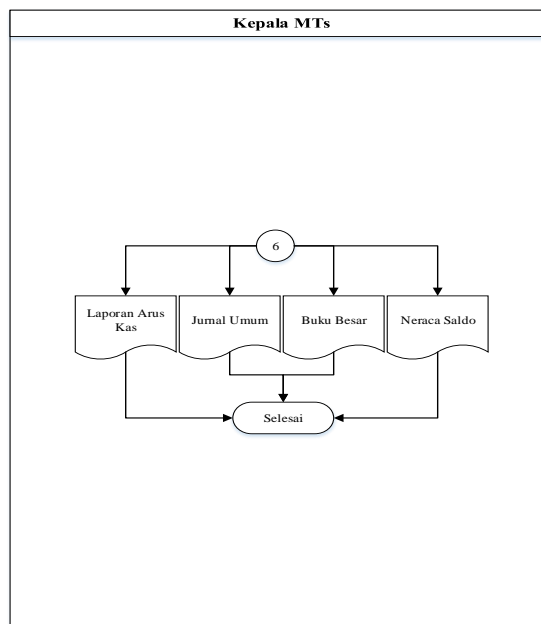 Kepala MTs
6
Laporan Arus
Kas
Jurnal Umum
Buku Besar
Neraca Saldo
Selesai